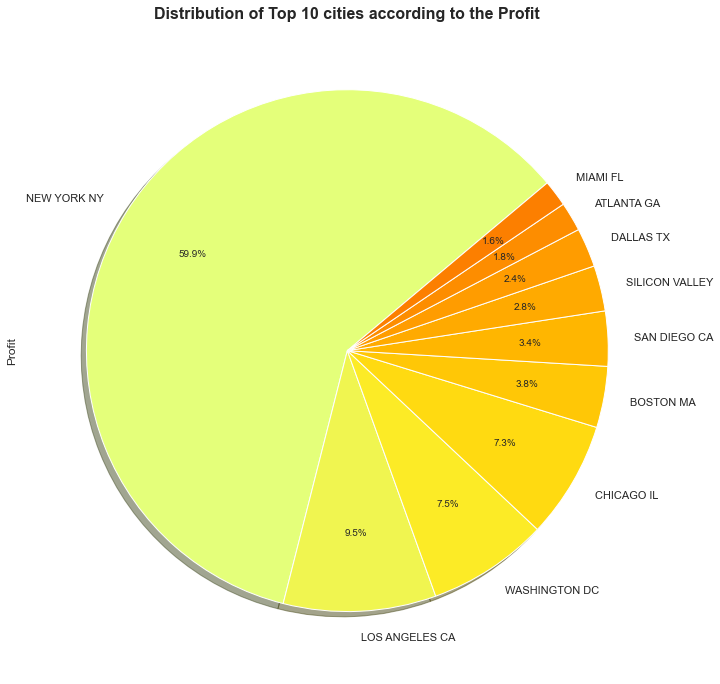 Distribution of Top 10 cities according to the Profit
MIAMI FL
NEW YORK NY
ATLANTA GA
DALLAS TX
1.6%
59.9%
1.8%
2.4%
SILICON VALLEY
2.8%
SAN DIEGO CA
3.4%
Profit
3.8%
BOSTON MA
7.3%
CHICAGO IL
7.5%
9.5%
WASHINGTON DC
LOS ANGELES CA